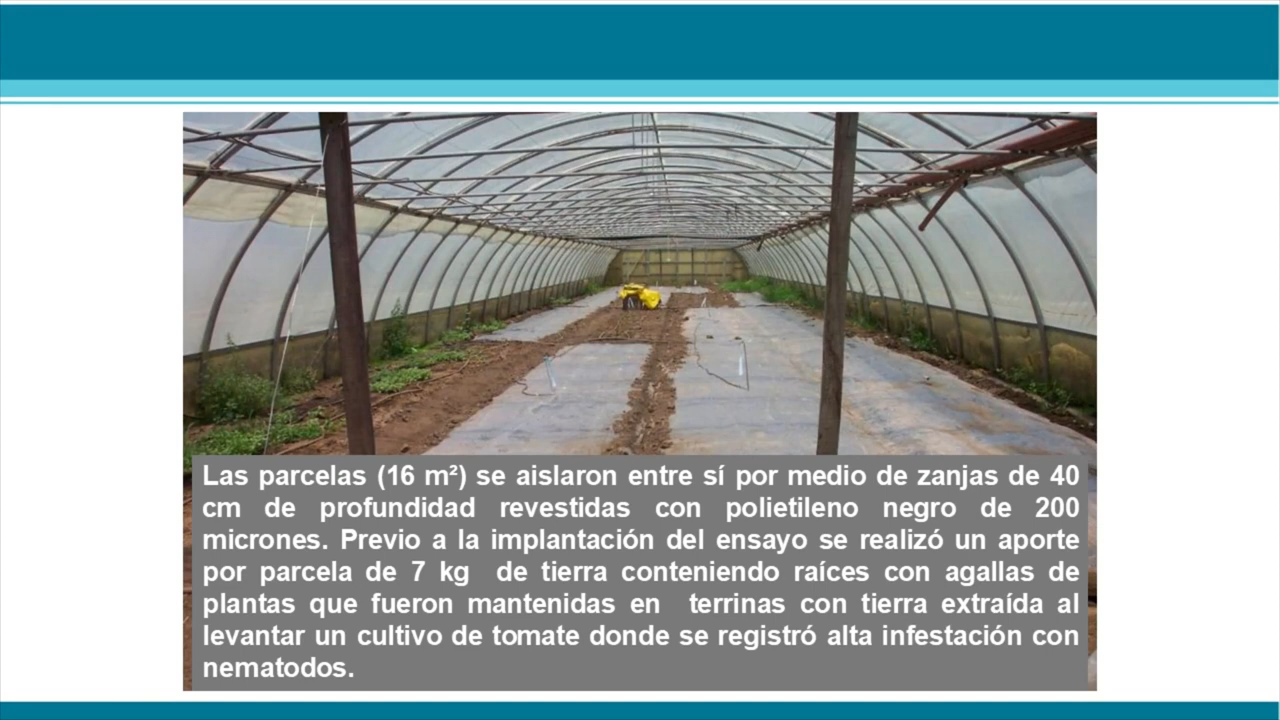 Las parcelas (16 m²) se aislaron entre sí por medio de zanjas de 40
cm de profundidad revestidas con polietileno negro de 200
micrones. Previo a la implantación del ensayo se realizó un aporte
por parcela de 7 kg  de tierra conteniendo raíces con agallas de
plantas que fueron mantenidas en  terrinas con tierra extraída al
levantar un cultivo de tomate donde se registró alta infestación con
nematodos.